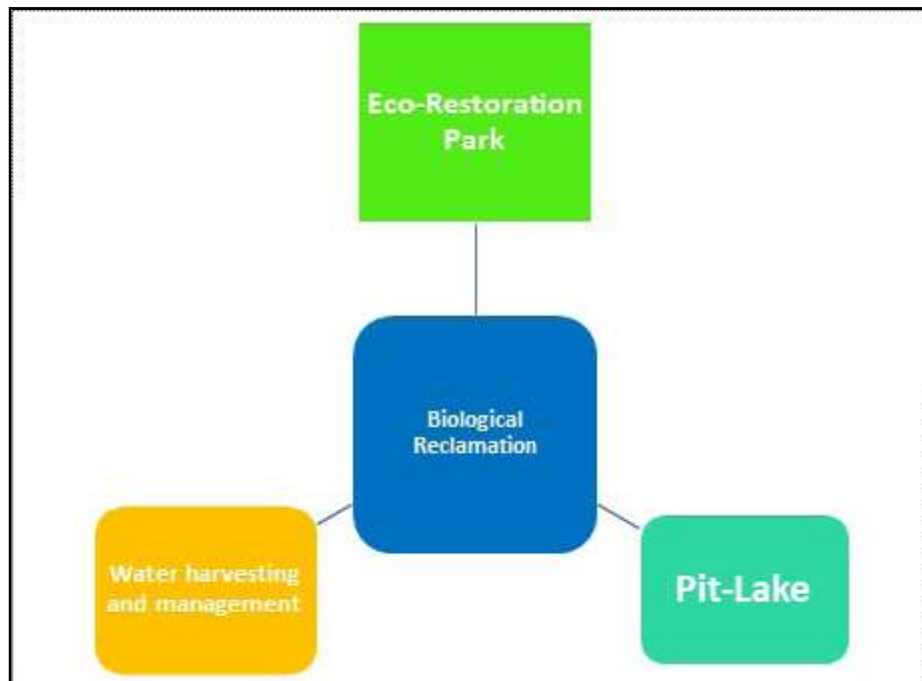 Eco-Restoration
Park
Biological
Reclamation
Water harvesting
and management
Pit-Lake